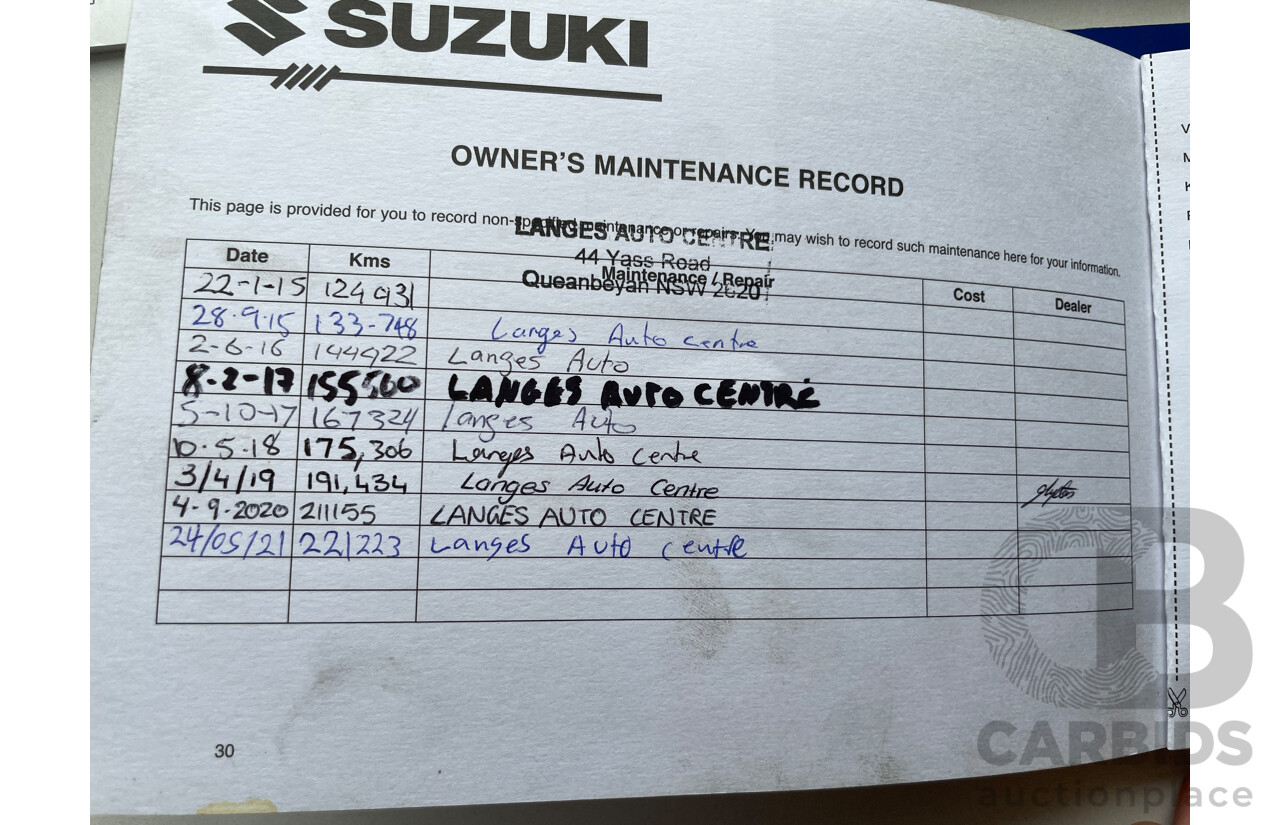 SUZUKI
OWNER'S MAINTENANCE RECORD
This page is provided for you to record non-specified maintenance or repairs. You may wish to record such maintenance here for your information.
LANGES AUTO CENTRE
44 Yass Road
Queanbeyan NSW 2620
Date Kms Maintenance / Repair Cost Dealer
22-1-15 124931
28.9.15 133-748 Langes Auto centre
2-6-16 144922 Langes Auto
8-2-17 155500 LANGES AUTO CENTRE
5-10-17 167324 Langes Auto
10.5.18 175,306 Langes Auto Centre
3/4/19 191,434 Langes Auto Centre
4-9-2020 211155 LANGES AUTO CENTRE
24/05/21 221223 Langes Auto Centre
30
CB
CARBIDS
auctionplace